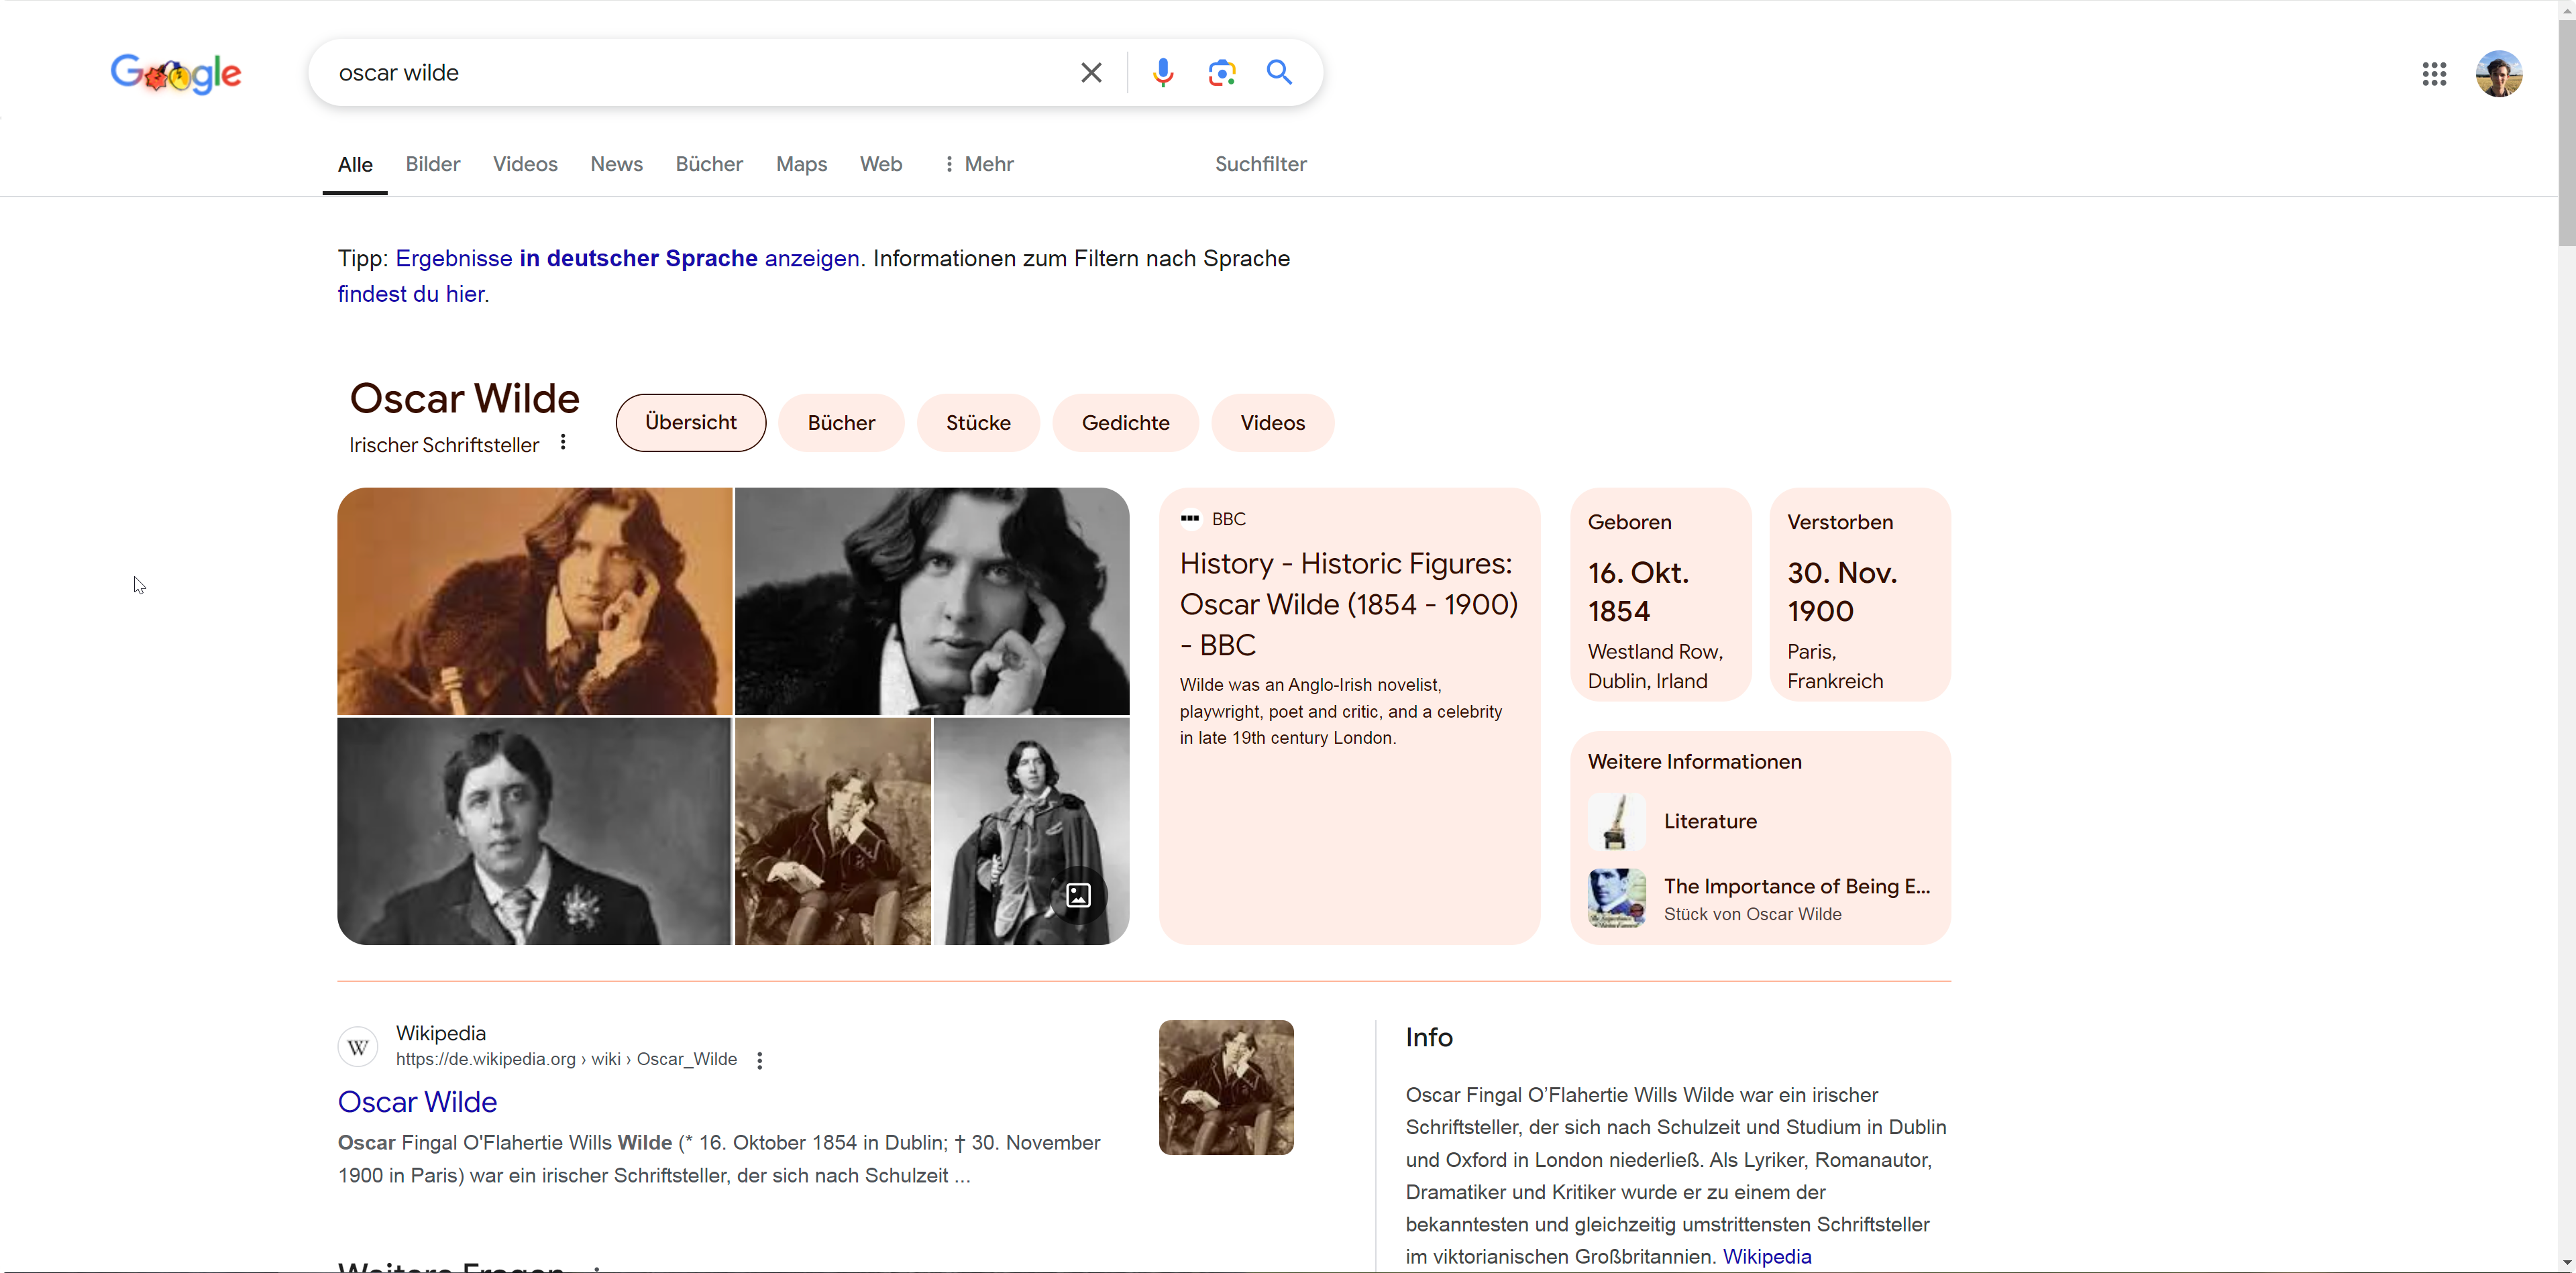 Google
oscar wilde
Alle Bilder Videos News Bücher Maps Web Mehr Suchfilter
Tipp: Ergebnisse in deutscher Sprache anzeigen. Informationen zum Filtern nach Sprache
findest du hier.
Oscar Wilde
Irischer Schriftsteller
Übersicht Bücher Stücke Gedichte Videos
BBC
History - Historic Figures:
Oscar Wilde (1854 - 1900)
- BBC
Wilde was an Anglo-Irish novelist,
playwright, poet and critic, and a celebrity
in late 19th century London.
Geboren
16. Okt.
1854
Westland Row,
Dublin, Irland
Verstorben
30. Nov.
1900
Paris,
Frankreich
Weitere Informationen
Literature
The Importance of Being E...
Stück von Oscar Wilde
W
Wikipedia
https://de.wikipedia.org › wiki › Oscar_Wilde
Oscar Wilde
Oscar Fingal O'Flahertie Wills Wilde (* 16. Oktober 1854 in Dublin; † 30. November
1900 in Paris) war ein irischer Schriftsteller, der sich nach Schulzeit ...
Weitere Fragen
Info
Oscar Fingal O’Flahertie Wills Wilde war ein irischer
Schriftsteller, der sich nach Schulzeit und Studium in Dublin
und Oxford in London niederließ. Als Lyriker, Romanautor,
Dramatiker und Kritiker wurde er zu einem der
bekanntesten und gleichzeitig umstrittensten Schriftsteller
im viktorianischen Großbritannien. Wikipedia